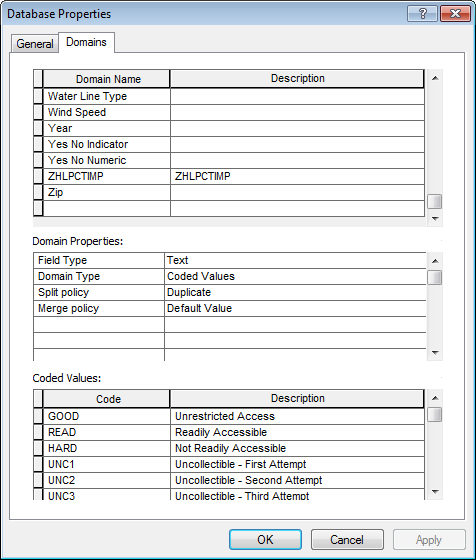 Database Properties
General Domains
Domain Name Description
Water Line Type
Wind Speed
Year
Yes No Indicator
Yes No Numeric
ZHLPCTIMP ZHLPCTIMP
Zip
Domain Properties:
Field Type Text
Domain Type Coded Values
Split policy Duplicate
Merge policy Default Value
Coded Values:
Code Description
GOOD Unrestricted Access
READ Readily Accessible
HARD Not Readily Accessible
UNC1 Uncollectible - First Attempt
UNC2 Uncollectible - Second Attempt
UNC3 Uncollectible - Third Attempt
OK Cancel Apply